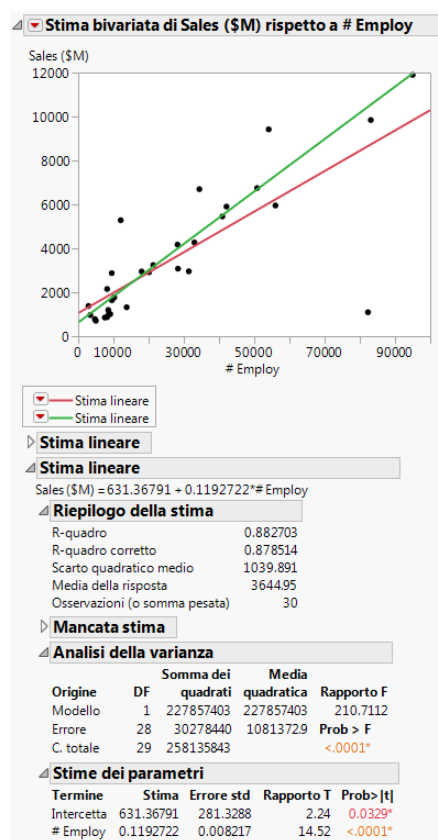 Stima bivariata di Sales ($M) rispetto a # Employ
Sales ($M)
12000
10000
8000
6000
4000
2000
0
0 10000 30000 50000 70000 90000
# Employ
Stima lineare
Stima lineare
Stima lineare
Stima lineare
Sales ($M) = 631.36791 + 0.1192722*# Employ
Riepilogo della stima
R-quadro 0.882703
R-quadro corretto 0.878514
Scarto quadratico medio 1039.891
Media della risposta 3644.95
Osservazioni (o somma pesata) 30
Mancata stima
Analisi della varianza
Somma dei Media
Origine DF quadrati quadratica Rapporto F
Modello 1 227857403 227857403 210.7112
Errore 28 30278440 1081372.9 Prob > F
C. totale 29 258135843 <.0001*
Stime dei parametri
Termine Stima Errore std Rapporto T Prob>|t|
Intercetta 631.36791 281.3288 2.24 0.0329*
# Employ 0.1192722 0.008217 14.52 <.0001*